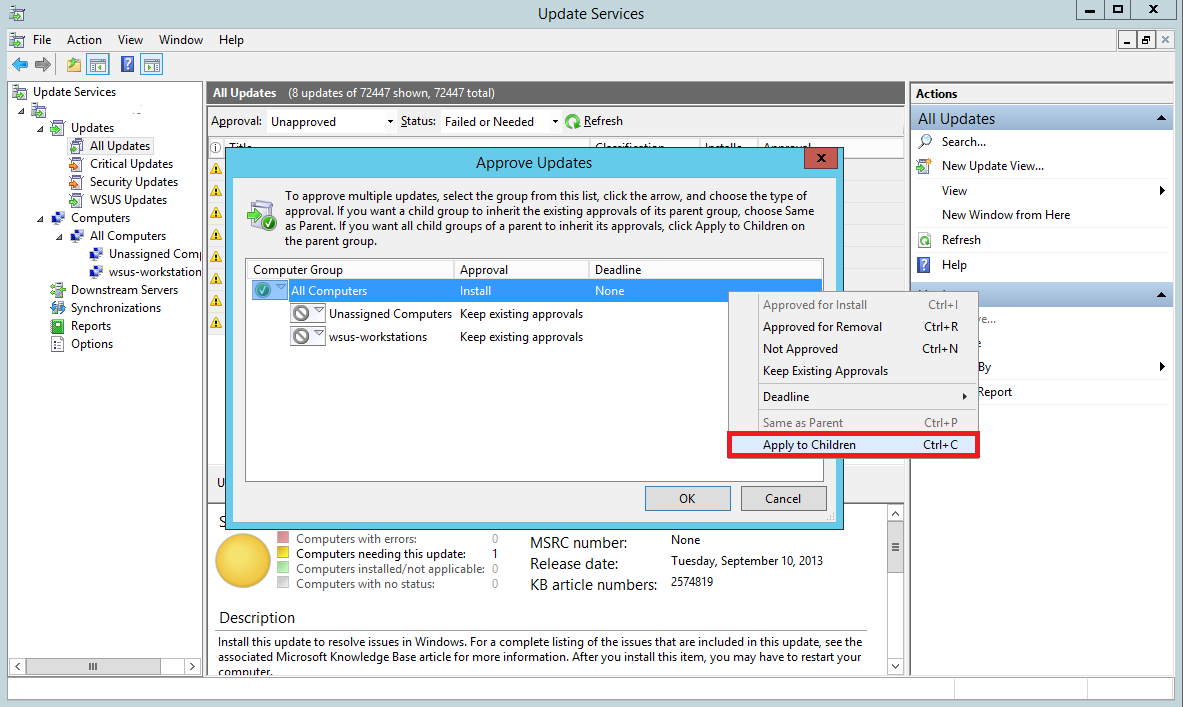 Update Services
File Action View Window Help
Update Services
Updates
All Updates
Critical Updates
Security Updates
WSUS Updates
Computers
All Computers
Unassigned Comp
wsus-workstation
Downstream Servers
Synchronizations
Reports
Options
All Updates (8 updates of 72447 shown, 72447 total)
Approval: Unapproved Status: Failed or Needed Refresh
Title Classification Installe Approval
Approve Updates
To approve multiple updates, select the group from this list, click the arrow, and choose the type of
approval. If you want a child group to inherit the existing approvals of its parent group, choose Same
as Parent. If you want all child groups of a parent to inherit its approvals, click Apply to Children on
the parent group.
Computer Group Approval Deadline
All Computers Install None
Unassigned Computers Keep existing approvals
wsus-workstations Keep existing approvals
Approved for Install Ctrl+I
Approved for Removal Ctrl+R
Not Approved Ctrl+N
Keep Existing Approvals
Deadline
Same as Parent Ctrl+P
Apply to Children Ctrl+C
OK Cancel
Computers with errors: 0
Computers needing this update: 1
Computers installed/not applicable: 0
Computers with no status: 0
MSRC number: None
Release date: Tuesday, September 10, 2013
KB article numbers: 2574819
Description
Install this update to resolve issues in Windows. For a complete listing of the issues that are included in this update, see the
associated Microsoft Knowledge Base article for more information. After you install this item, you may have to restart your
computer.
Actions
All Updates
Search...
New Update View...
View
New Window from Here
Refresh
Help
By
Report